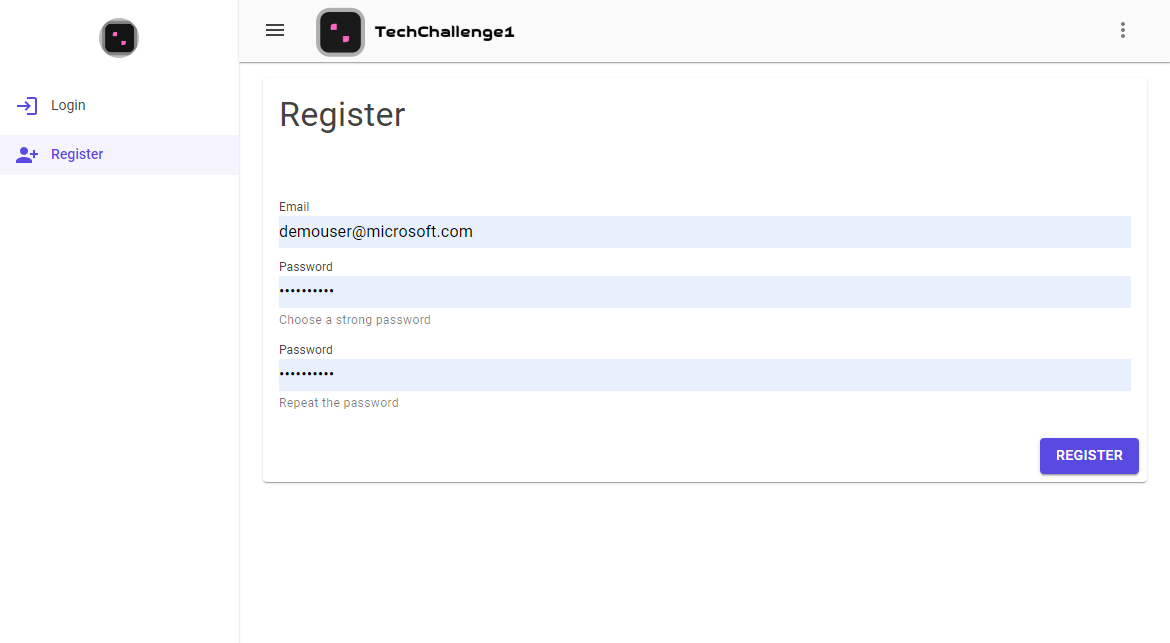 TechChallenge1
Login
Register
Register
Email
demouser@microsoft.com
Password
••••••••••
Choose a strong password
Password
••••••••••
Repeat the password
REGISTER